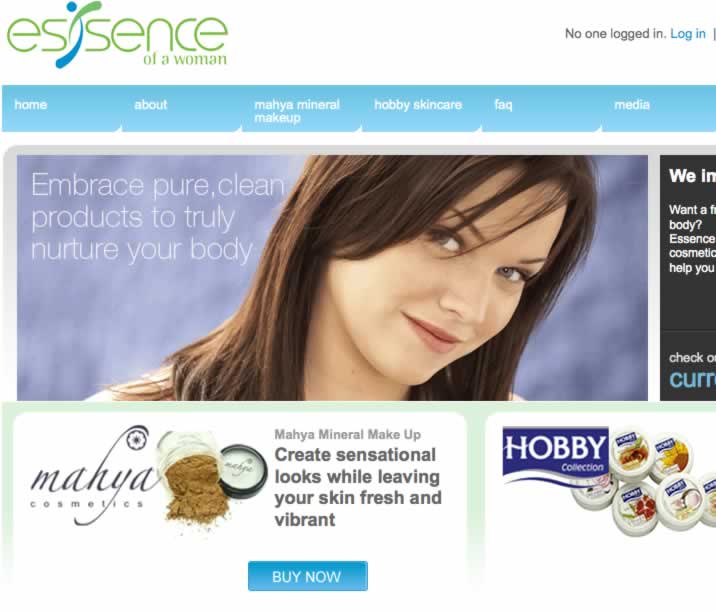 essence
of a woman
No one logged in. Log in |
home
about
mahya mineral
makeup
hobby skincare
faq
media
Embrace pure,clean
products to truly
nurture your body
We im
Want a f
body?
Essence
cosmetic
help you
check o
curr
mahya
cosmetics
mahya
Mahya Mineral Make Up
Create sensational
looks while leaving
your skin fresh and
vibrant
BUY NOW
HOBBY
Collection
HOBBY
HOBBY
HOBBY
HOBBY